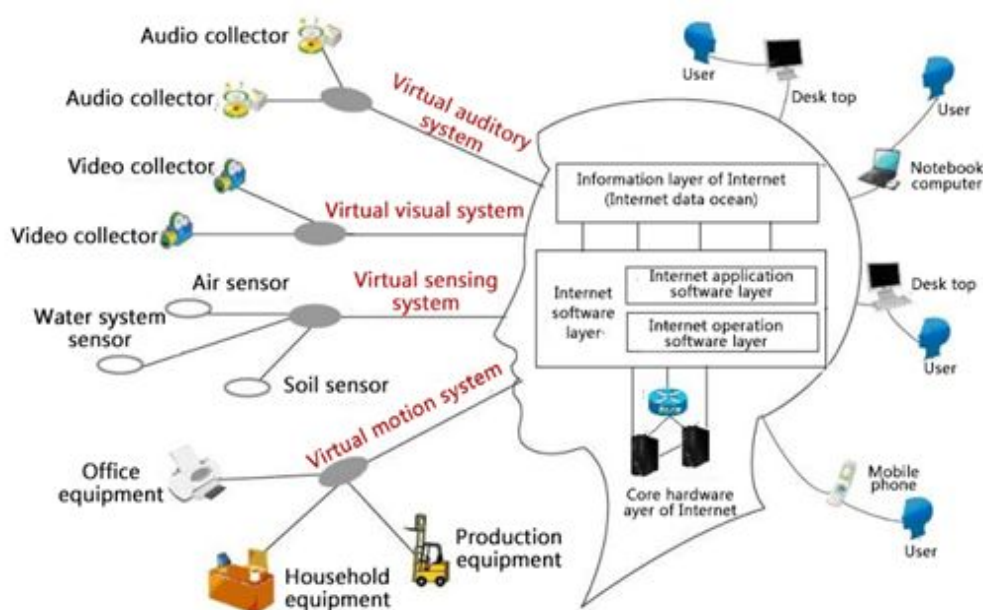 Audio collector
Audio collector
Virtual auditory
system
Video collector
Virtual visual system
Video collector
Air sensor
Virtual sensing
system
Water system
sensor
Soil sensor
Virtual motion system
Office
equipment
Production
equipment
Household
equipment
Information layer of Internet
(Internet data ocean)
Internet
software
layer-
Internet application
software layer
Internet operation
software layer
Core hardware
ayer of Internet
User
Desk top
User
Notebook
computer
Desk top
User
Mobile
phone
User